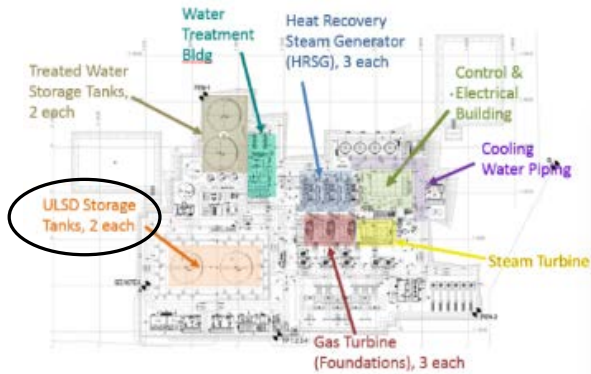 Water
Treatment
Bldg
Heat Recovery
Steam Generator
(HRSG), 3 each
Treated Water
Storage Tanks,
2 each
Control &
Electrical
Building
Cooling
Water Piping
ULSD Storage
Tanks, 2 each
Steam Turbine
Gas Turbine
(Foundations), 3 each